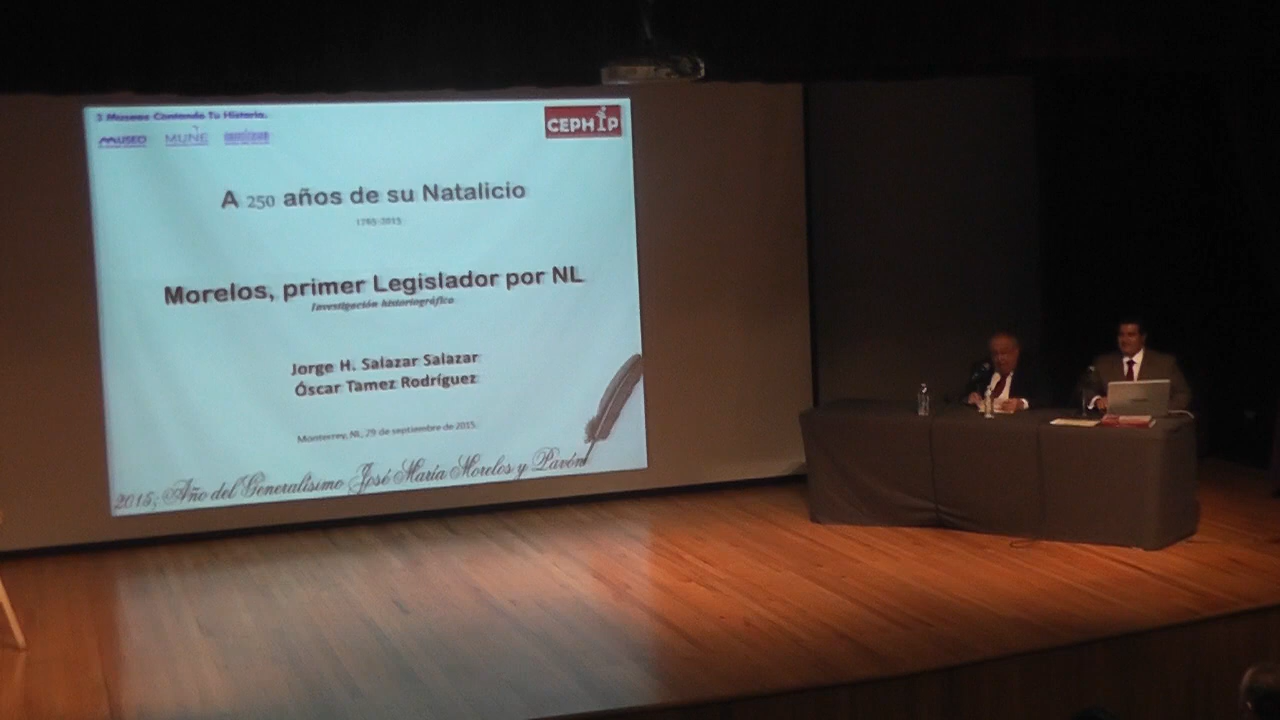 3 Museos Contando Tu Historia.
MUSEO MUNE
CEPHIP
A 250 años de su Natalicio
1765-2015
Morelos, primer Legislador por NL
Investigación historiográfica
Jorge H. Salazar Salazar
Óscar Tamez Rodríguez
Monterrey, NL, 29 de septiembre de 2015.
2015, Año del Generalísimo José María Morelos y Pavón